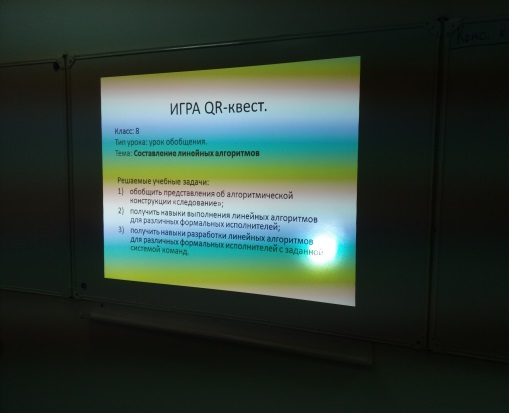 ИГРА QR-квест.
Класс: 8
Тип урока: урок обобщения.
Тема: Составление линейных алгоритмов
Решаемые учебные задачи:
1) обобщить представления об алгоритмической
конструкции «следование»;
2) получить навыки выполнения линейных алгоритмов
для различных формальных исполнителей;
3) получить навыки разработки линейных алгоритмов
для различных формальных исполнителей с заданной
системой команд.